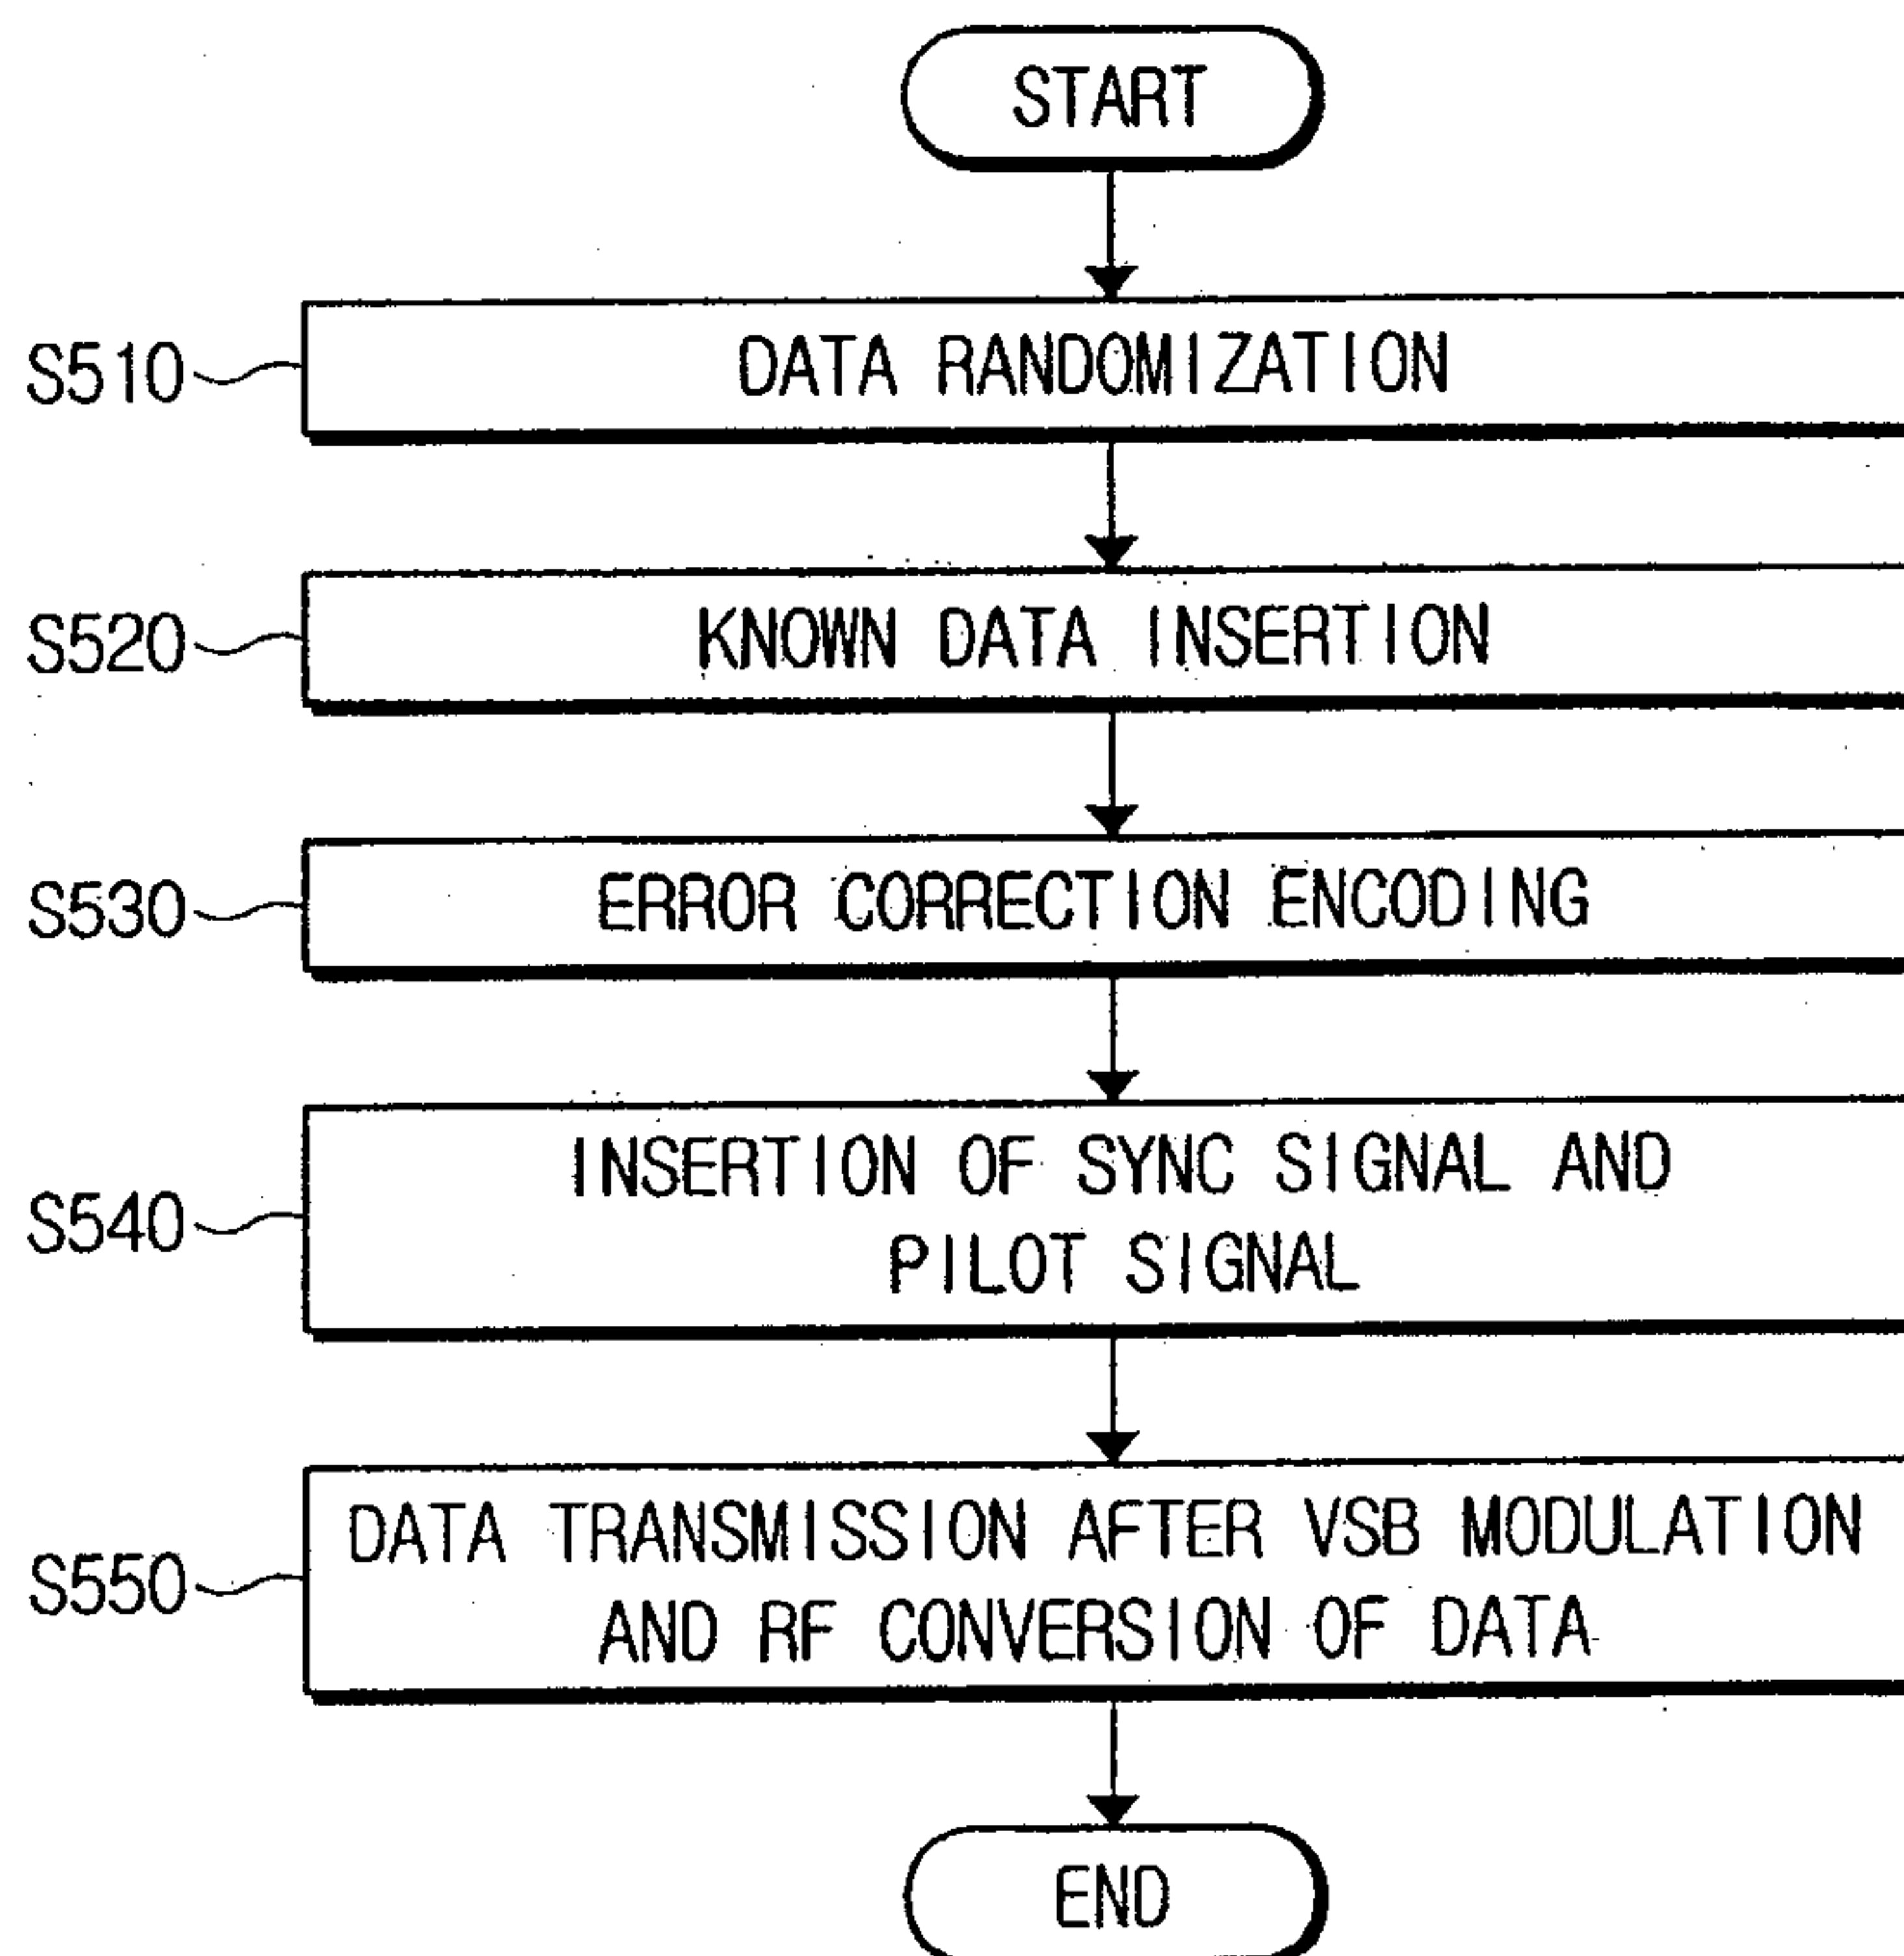 START
S510
DATA RANDOMIZATION
S520
KNOWN DATA INSERTION
S530
ERROR CORRECTION ENCODING
S540
INSERTION OF SYNC SIGNAL AND
PILOT SIGNAL
S550
DATA TRANSMISSION AFTER VSB MODULATION
AND RF CONVERSION OF DATA
END